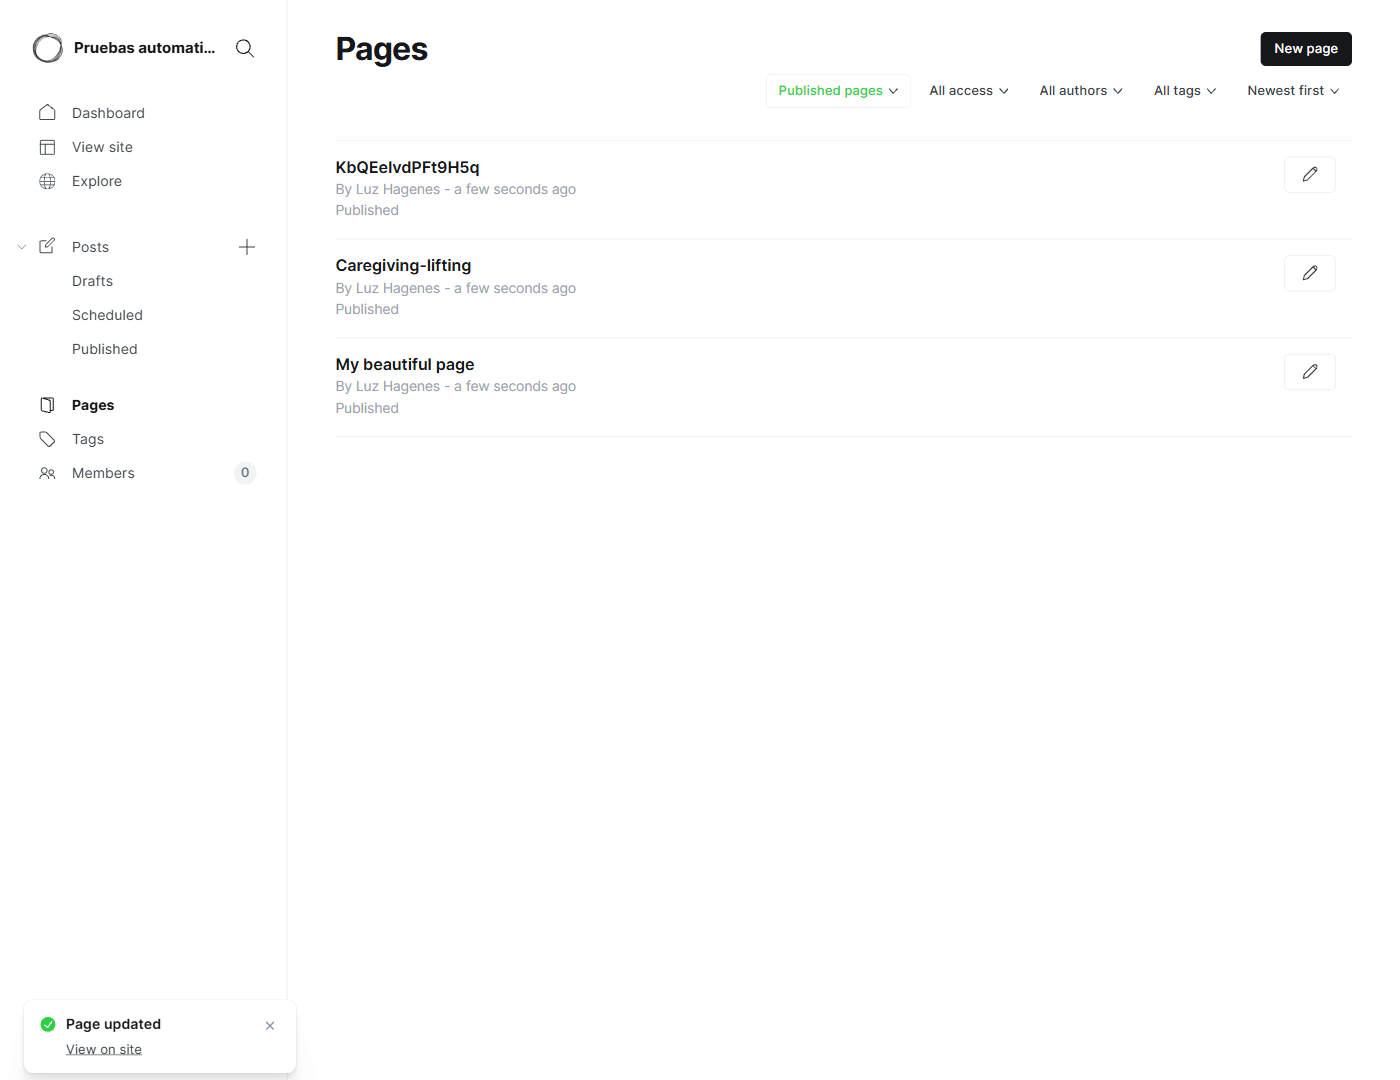 Pruebas automati...
Dashboard
View site
Explore
Posts
Drafts
Scheduled
Published
Pages
Tags
Members
0
Pages
New page
Published pages
All access
All authors
All tags
Newest first
KbQEeIvdPFt9H5q
By Luz Hagenes - a few seconds ago
Published
Caregiving-lifting
By Luz Hagenes - a few seconds ago
Published
My beautiful page
By Luz Hagenes - a few seconds ago
Published
Page updated
View on site